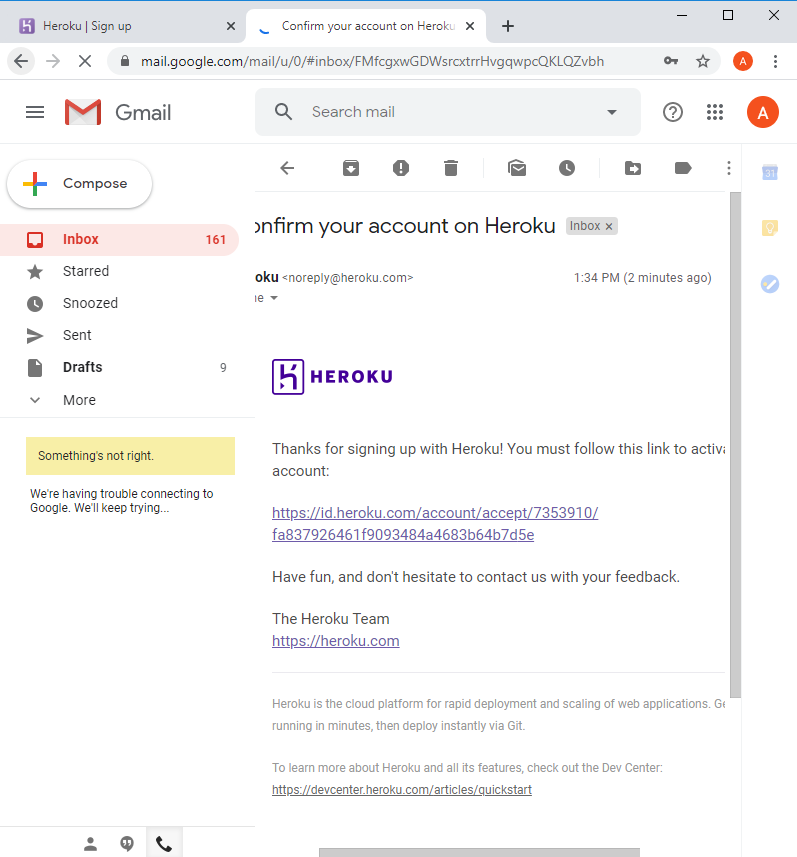 Heroku | Sign up
Confirm your account on Heroku
mail.google.com/mail/u/0/#inbox/FMfcgxwGDWsrcxtrrHvgqwpcQKLQZvbh
A
Gmail
Search mail
A
Compose
Inbox 161
Starred
Snoozed
Sent
Drafts 9
More
Something's not right.
We're having trouble connecting to
Google. We'll keep trying...
onfirm your account on Heroku Inbox x
oku <noreply@heroku.com> 1:34 PM (2 minutes ago)
ne
HEROKU
Thanks for signing up with Heroku! You must follow this link to activa
account:
https://id.heroku.com/account/accept/7353910/
fa837926461f9093484a4683b64b7d5e
Have fun, and don't hesitate to contact us with your feedback.
The Heroku Team
https://heroku.com
Heroku is the cloud platform for rapid deployment and scaling of web applications. Ge
running in minutes, then deploy instantly via Git.
To learn more about Heroku and all its features, check out the Dev Center:
https://devcenter.heroku.com/articles/quickstart
31